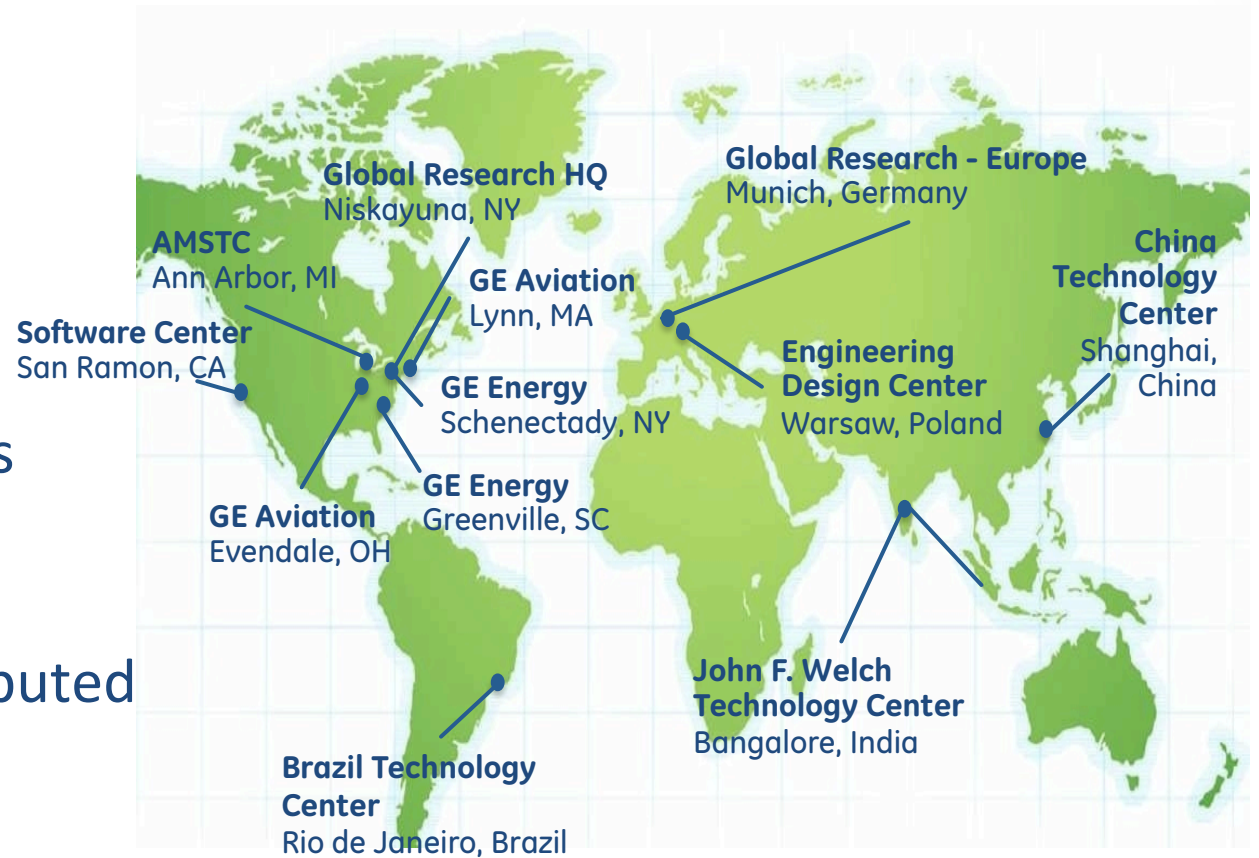 Global Research HQ
Niskayuna, NY
Global Research - Europe
Munich, Germany
AMSTC
Ann Arbor, MI
GE Aviation
Lynn, MA
China
Technology
Center
Shanghai,
China
Software Center
San Ramon, CA
Engineering
Design Center
Warsaw, Poland
GE Energy
Schenectady, NY
s
GE Energy
Greenville, SC
GE Aviation
Evendale, OH
buted
John F. Welch
Technology Center
Bangalore, India
Brazil Technology
Center
Rio de Janeiro, Brazil